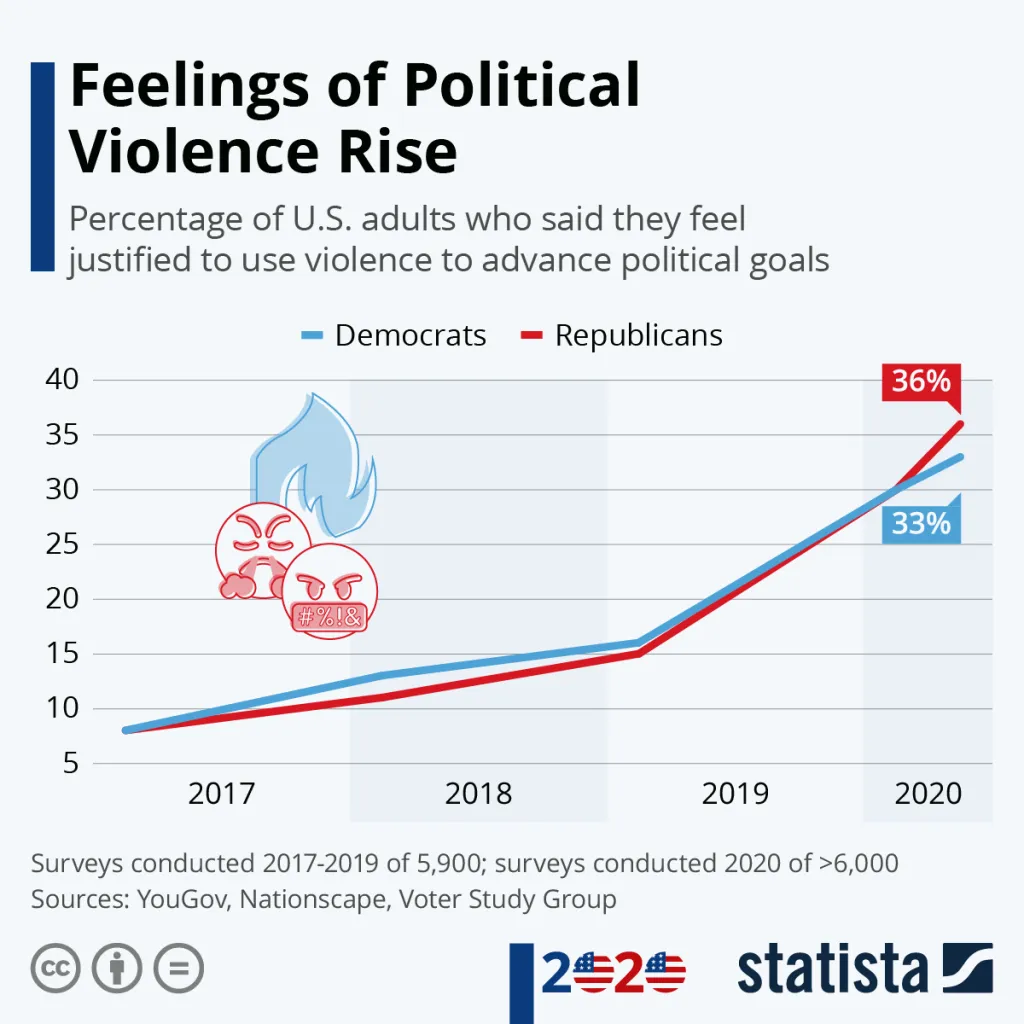 Feelings of Political
Violence Rise
Percentage of U.S. adults who said they feel
justified to use violence to advance political goals
Democrats Republicans
40
35
30
25
20
15
10
5
36%
33%
#%!&
2017 2018 2019 2020
Surveys conducted 2017-2019 of 5,900; surveys conducted 2020 of >6,000
Sources: YouGov, Nationscape, Voter Study Group
cc
2020
statista